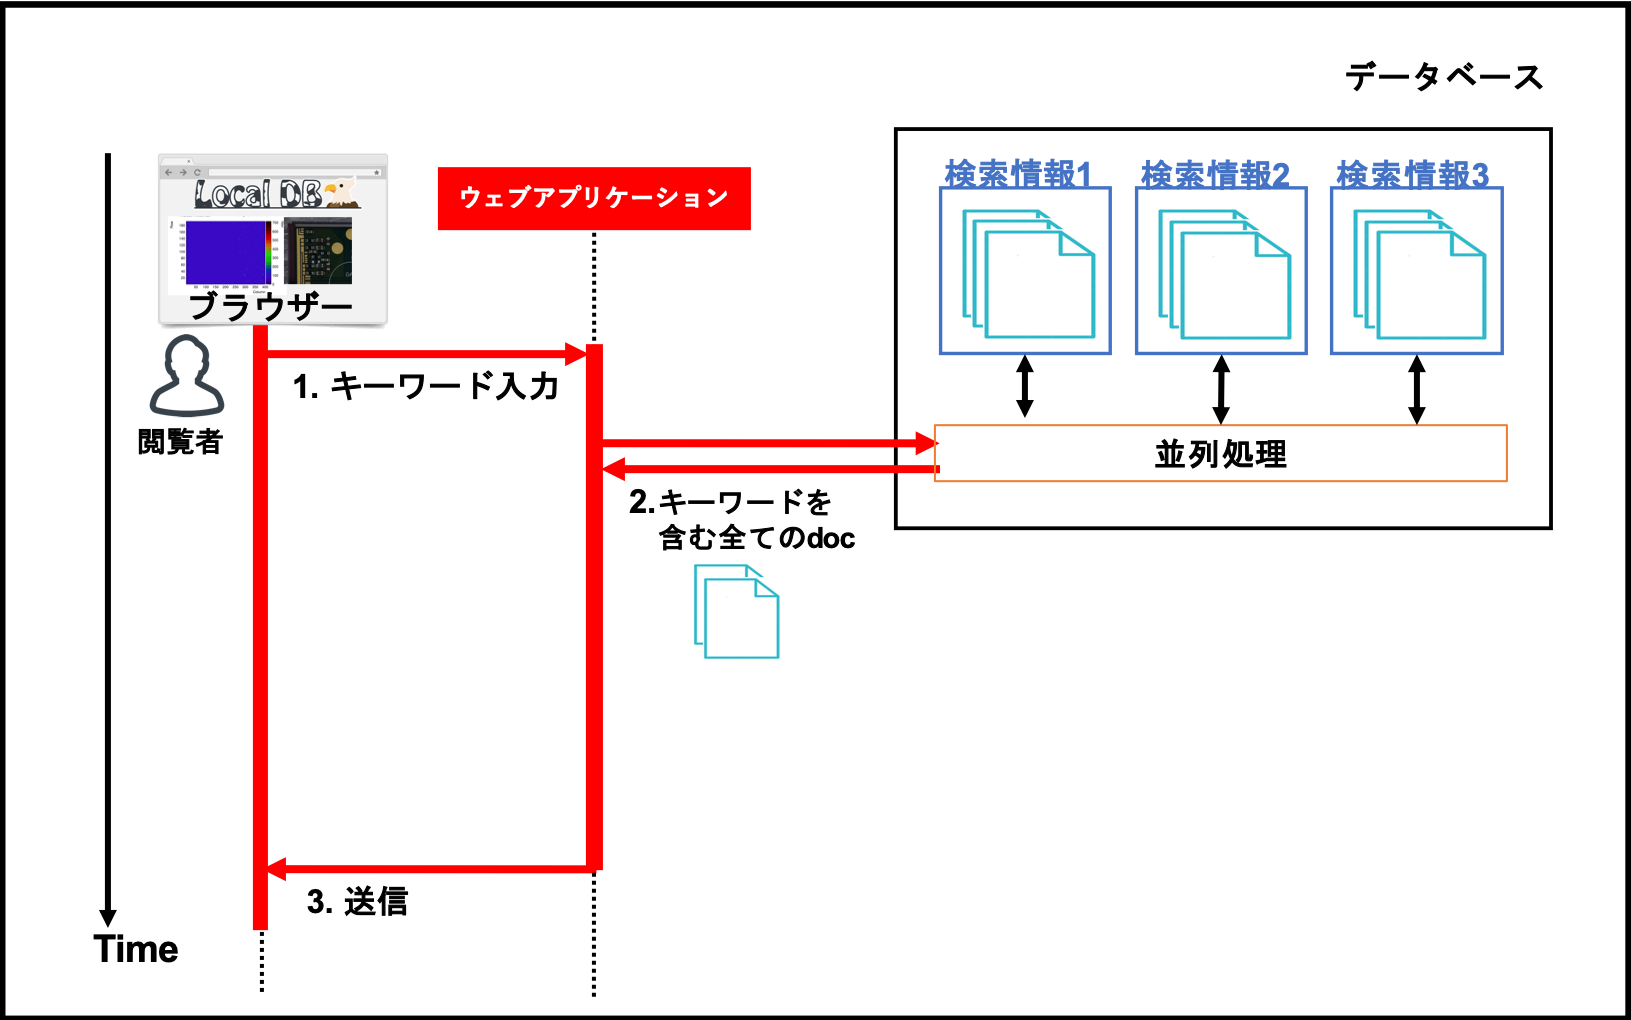 データベース
検索情報1
検索情報2
検索情報3
Local DB
ウェブアプリケーション
ブラウザー
1. キーワード入力
閲覧者
並列処理
2.キーワードを
含む全てのdoc
3. 送信
Time